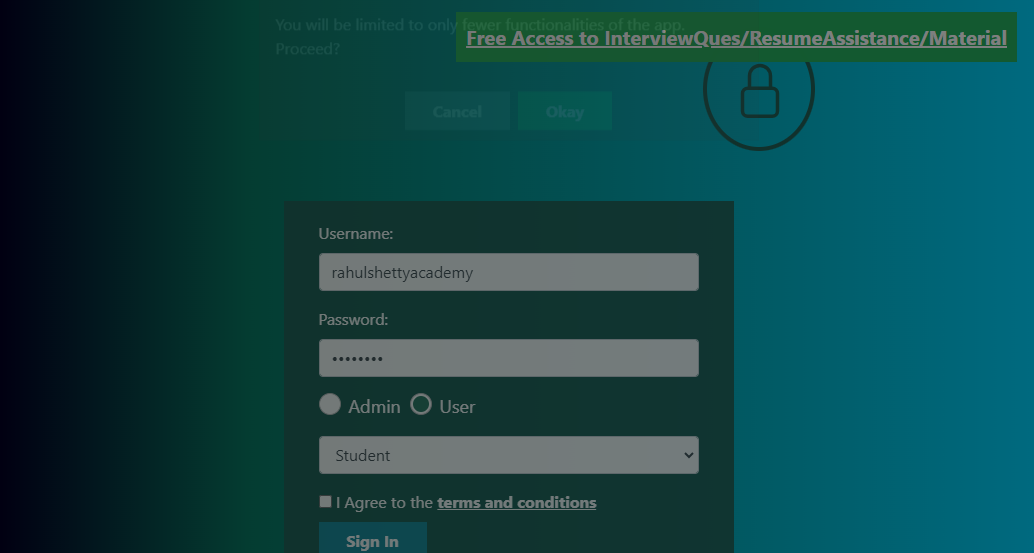 You will be limited to only fewer functionalities of the app.
Proceed?
Free Access to InterviewQues/ResumeAssistance/Material
Cancel Okay
Username:
rahulshettyacademy
Password:
••••••••
Admin User
Student
I Agree to the terms and conditions
Sign In